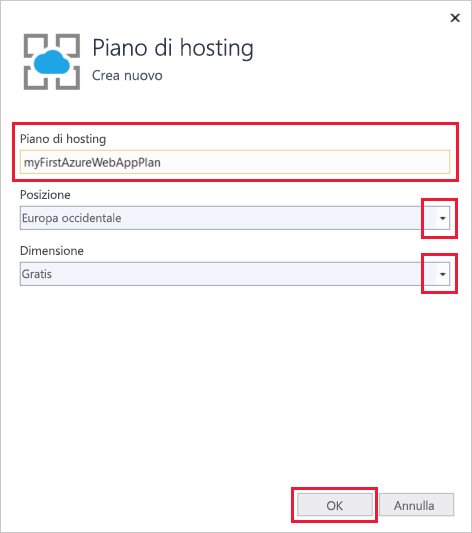 Piano di hosting
Crea nuovo
Piano di hosting
myFirstAzureWebAppPlan
Posizione
Europa occidentale
Dimensione
Gratis
OK
Annulla